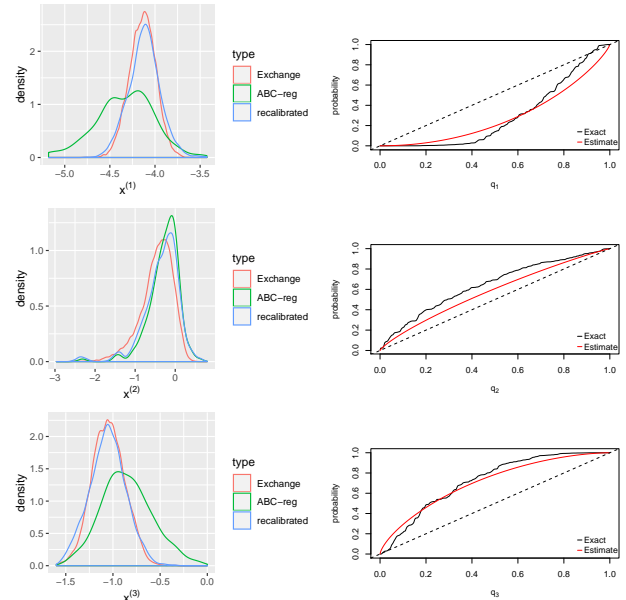 density
0
1
2
−5.0
−4.5
−4.0
−3.5
x(1)
type
Exchange
ABC−reg
recalibrated
probability
0.0
0.2
0.4
0.6
0.8
1.0
0.0
0.2
0.4
0.6
0.8
1.0
q1
Exact
Estimate
density
0.0
0.5
1.0
−3
−2
−1
0
x(2)
type
Exchange
ABC−reg
recalibrated
probability
0.0
0.2
0.4
0.6
0.8
1.0
0.0
0.2
0.4
0.6
0.8
1.0
q2
Exact
Estimate
density
0.0
0.5
1.0
1.5
2.0
−1.5
−1.0
−0.5
0.0
x(3)
type
Exchange
ABC−reg
recalibrated
probability
0.0
0.2
0.4
0.6
0.8
1.0
0.0
0.2
0.4
0.6
0.8
1.0
q3
Exact
Estimate